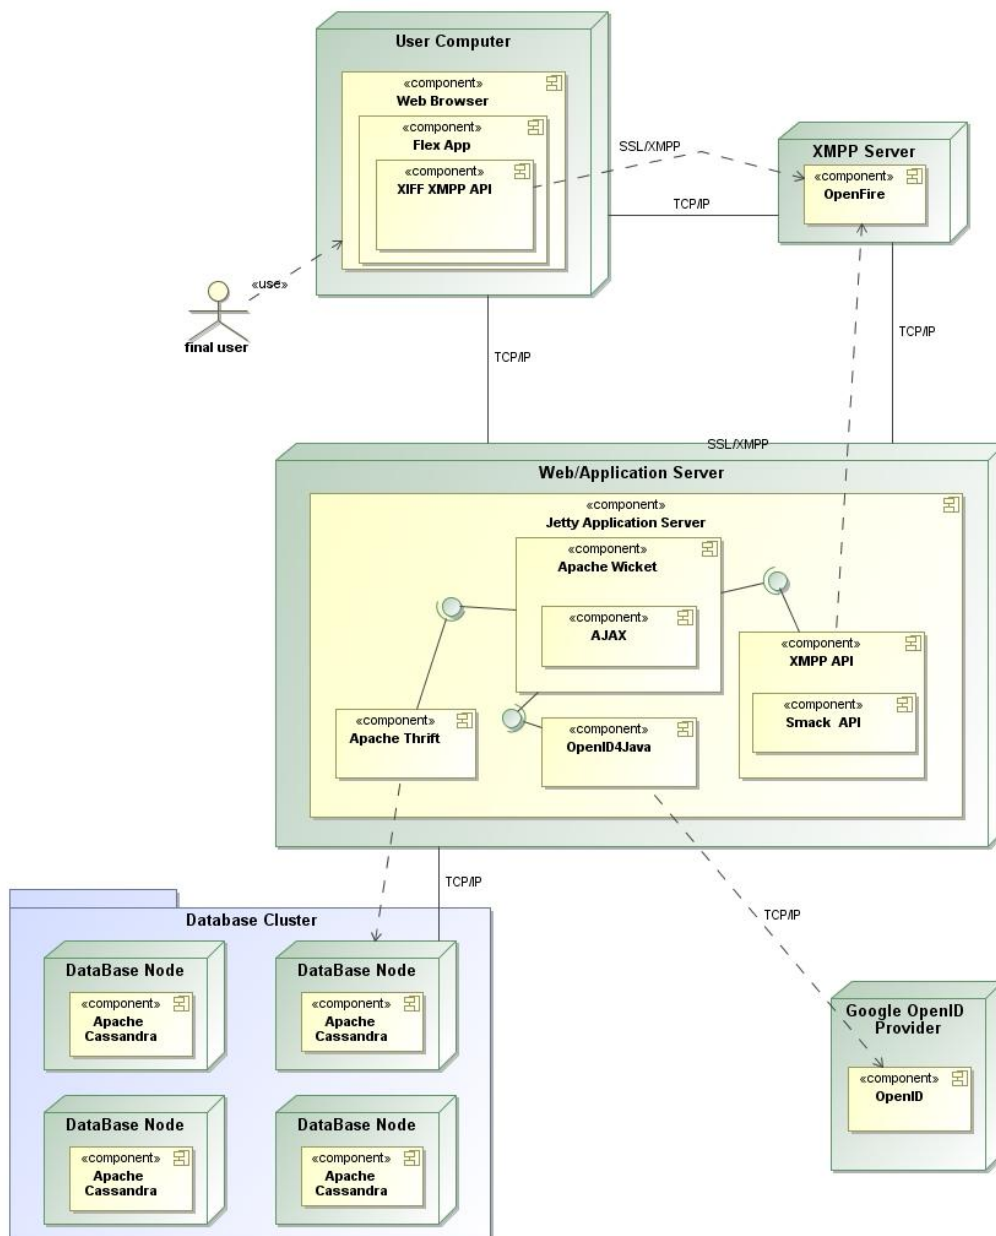 User Computer
«component»
Web Browser
«component»
Flex App
«component»
XIFF XMPP API
SSL/XMPP
XMPP Server
«component»
OpenFire
TCP/IP
«use»
final user
TCP/IP
TCP/IP
SSL/XMPP
Web/Application Server
«component»
Jetty Application Server
«component»
Apache Wicket
«component»
AJAX
«component»
XMPP API
«component»
Smack API
«component»
Apache Thrift
«component»
OpenID4Java
TCP/IP
TCP/IP
Database Cluster
DataBase Node
«component»
Apache
Cassandra
DataBase Node
«component»
Apache
Cassandra
Google OpenID
Provider
«component»
OpenID
DataBase Node
«component»
Apache
Cassandra
DataBase Node
«component»
Apache
Cassandra